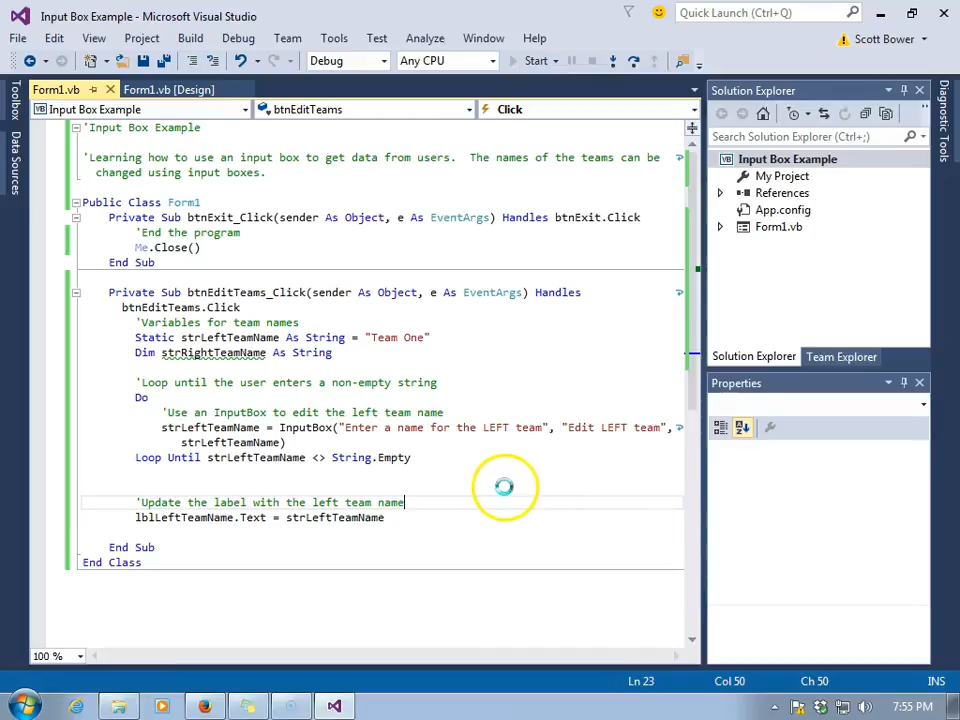 Input Box Example - Microsoft Visual Studio
Quick Launch (Ctrl+Q)
File Edit View Project Build Debug Team Tools Test Analyze Window Help
Scott Bower
Debug Any CPU Start
Form1.vb Form1.vb [Design]
Input Box Example btnEditTeams Click
Toolbox
Data Sources
'Input Box Example
'Learning how to use an input box to get data from users.  The names of the teams can be
changed using input boxes.
Public Class Form1
Private Sub btnExit_Click(sender As Object, e As EventArgs) Handles btnExit.Click
'End the program
Me.Close()
End Sub
Private Sub btnEditTeams_Click(sender As Object, e As EventArgs) Handles
btnEditTeams.Click
'Variables for team names
Static strLeftTeamName As String = "Team One"
Dim strRightTeamName As String
'Loop until the user enters a non-empty string
Do
'Use an InputBox to edit the left team name
strLeftTeamName = InputBox("Enter a name for the LEFT team", "Edit LEFT team",
strLeftTeamName)
Loop Until strLeftTeamName <> String.Empty
'Update the label with the left team name
lblLeftTeamName.Text = strLeftTeamName
End Sub
End Class
100 %
Solution Explorer
Search Solution Explorer (Ctrl+;)
Input Box Example
My Project
References
App.config
Form1.vb
Solution Explorer Team Explorer
Properties
Diagnostic Tools
Ln 23 Col 50 Ch 50 INS
7:55 PM